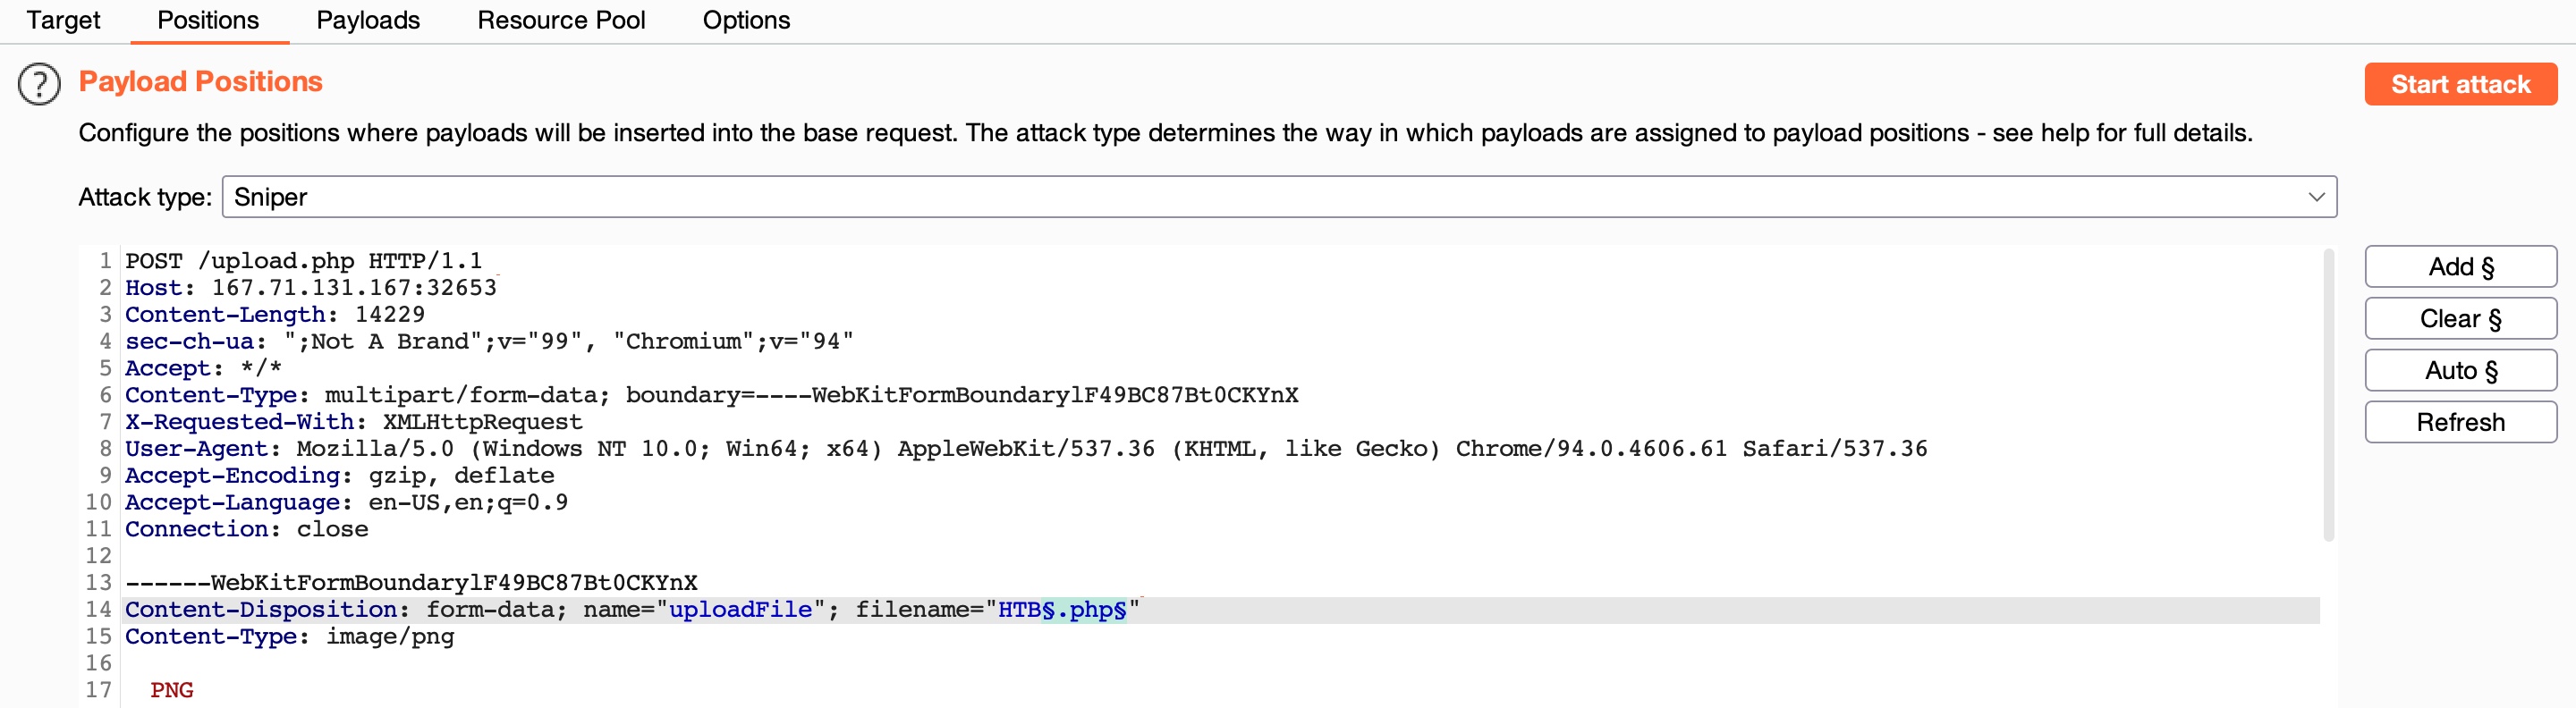 Target Positions Payloads Resource Pool Options
? Payload Positions
Start attack
Configure the positions where payloads will be inserted into the base request. The attack type determines the way in which payloads are assigned to payload positions - see help for full details.
Attack type: Sniper
1 POST /upload.php HTTP/1.1
2 Host: 167.71.131.167:32653
3 Content-Length: 14229
4 sec-ch-ua: ";Not A Brand";v="99", "Chromium";v="94"
5 Accept: */*
6 Content-Type: multipart/form-data; boundary=----WebKitFormBoundarylF49BC87Bt0CKYnX
7 X-Requested-With: XMLHttpRequest
8 User-Agent: Mozilla/5.0 (Windows NT 10.0; Win64; x64) AppleWebKit/537.36 (KHTML, like Gecko) Chrome/94.0.4606.61 Safari/537.36
9 Accept-Encoding: gzip, deflate
10 Accept-Language: en-US,en;q=0.9
11 Connection: close
12
13 ------WebKitFormBoundarylF49BC87Bt0CKYnX
14 Content-Disposition: form-data; name="uploadFile"; filename="HTB§.php§"
15 Content-Type: image/png
16
17 PNG
Add §
Clear §
Auto §
Refresh